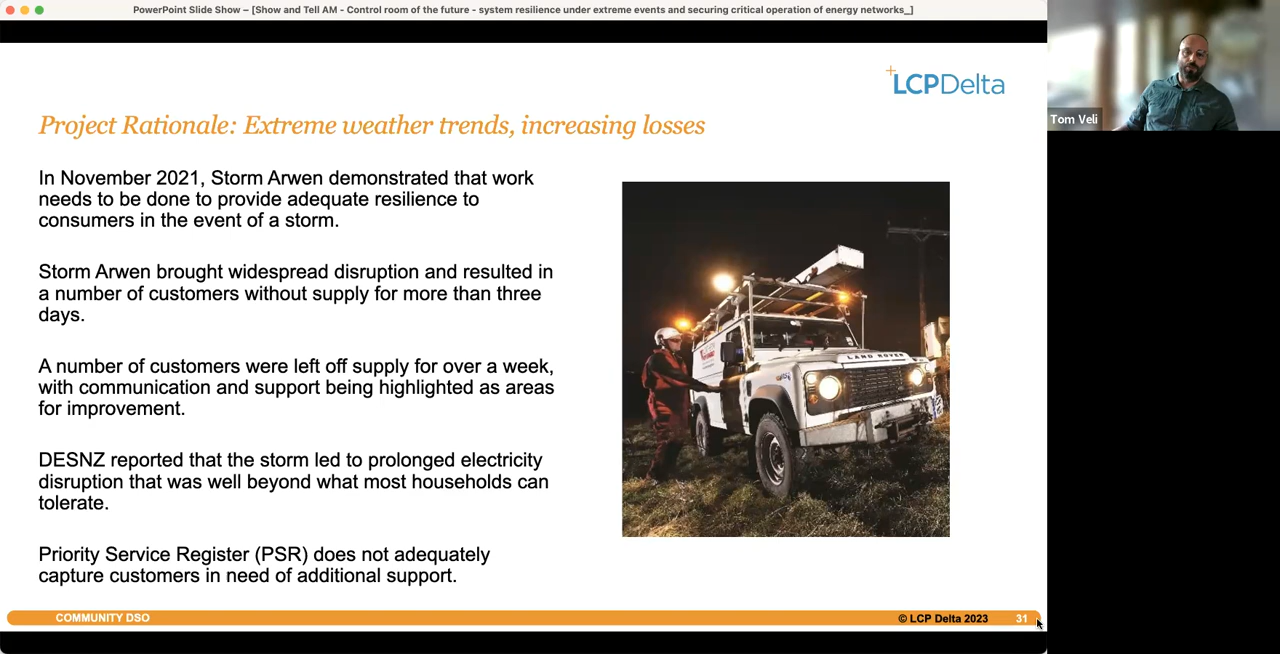 PowerPoint Slide Show – [Show and Tell AM - Control room of the future - system resilience under extreme events and securing critical operation of energy networks_]
LCPDelta
Tom Veli
Project Rationale: Extreme weather trends, increasing losses
In November 2021, Storm Arwen demonstrated that work
needs to be done to provide adequate resilience to
consumers in the event of a storm.
Storm Arwen brought widespread disruption and resulted in
a number of customers without supply for more than three
days.
A number of customers were left off supply for over a week,
with communication and support being highlighted as areas
for improvement.
DESNZ reported that the storm led to prolonged electricity
disruption that was well beyond what most households can
tolerate.
Priority Service Register (PSR) does not adequately
capture customers in need of additional support.
LAND ROVER
COMMUNITY DSO
© LCP Delta 2023
31